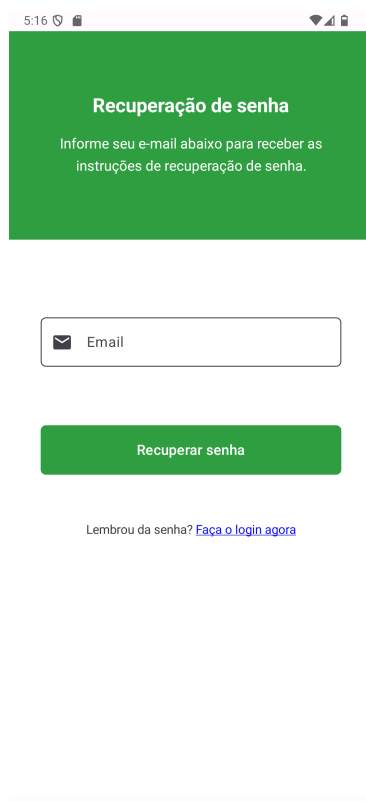 5:16
Recuperação de senha
Informe seu e-mail abaixo para receber as
instruções de recuperação de senha.
Email
Recuperar senha
Lembrou da senha? Faça o login agora